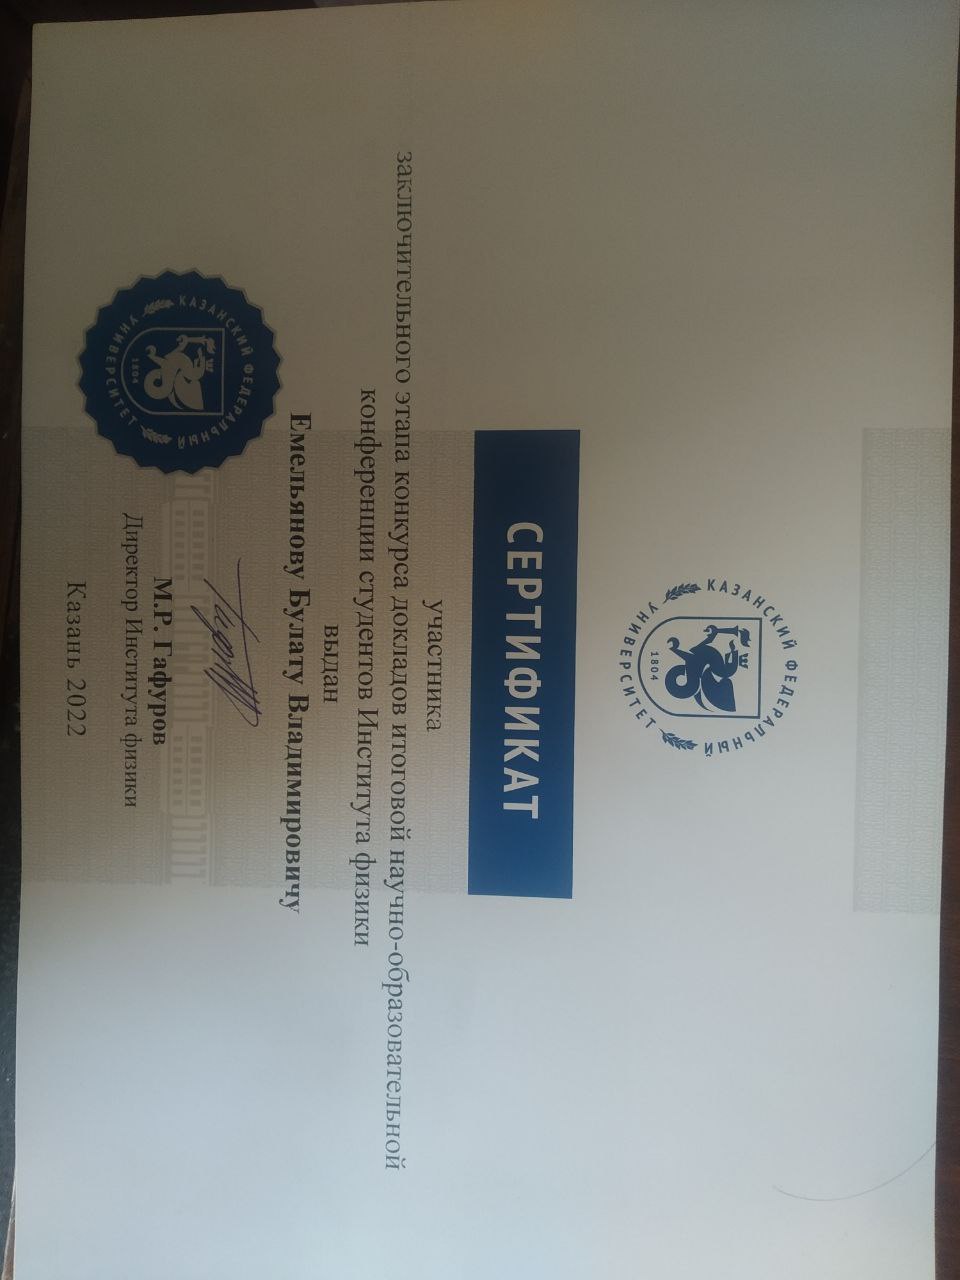 КАЗАНСКИЙ ФЕДЕРАЛЬНЫЙ УНИВЕРСИТЕТ
1804
СЕРТИФИКАТ
участника
заключительного этапа конкурса докладов итоговой научно-образовательной
конференции студентов Института физики
выдан
Емельянову Булату Владимировичу
КАЗАНСКИЙ ФЕДЕРАЛЬНЫЙ УНИВЕРСИТЕТ
1804
М.Р. Гафуров
Директор Института физики
Казань 2022